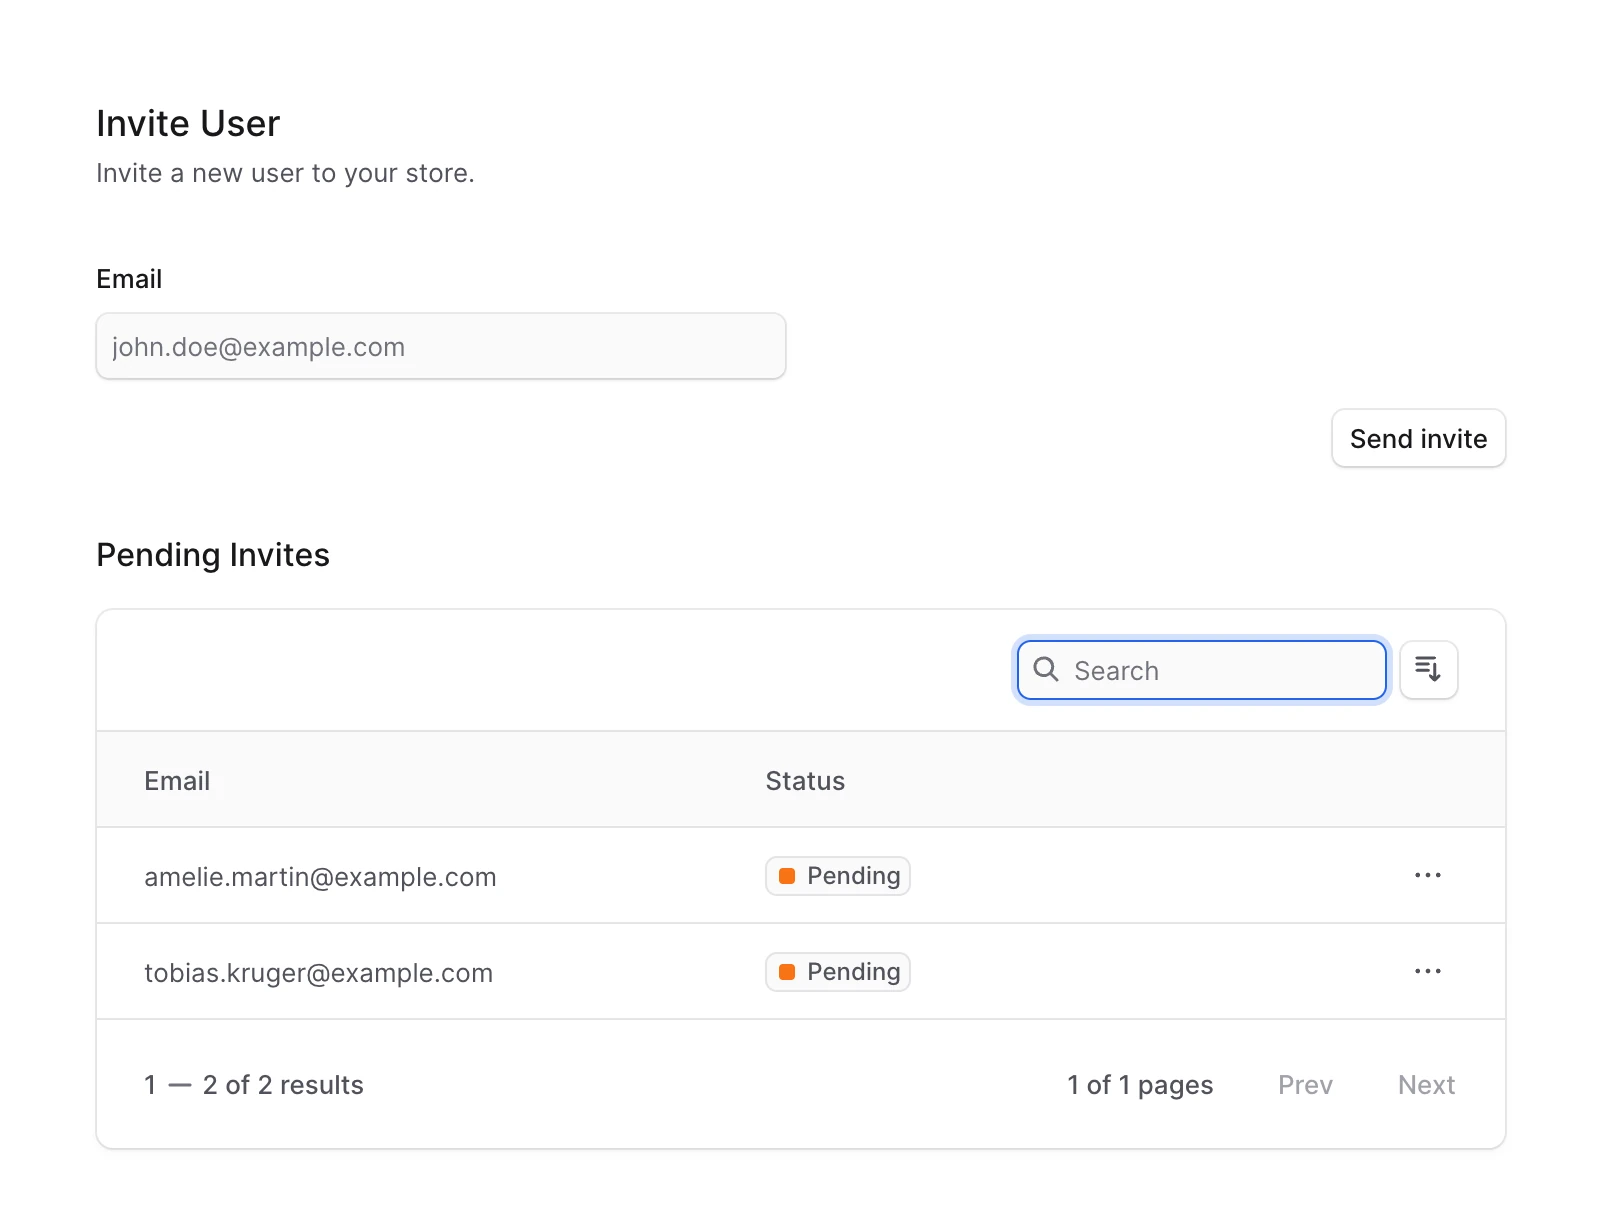 Invite User
Invite a new user to your store.
Email
john.doe@example.com
Send invite
Pending Invites
Search
Email Status
amelie.martin@example.com Pending
tobias.kruger@example.com Pending
1 — 2 of 2 results 1 of 1 pages Prev Next